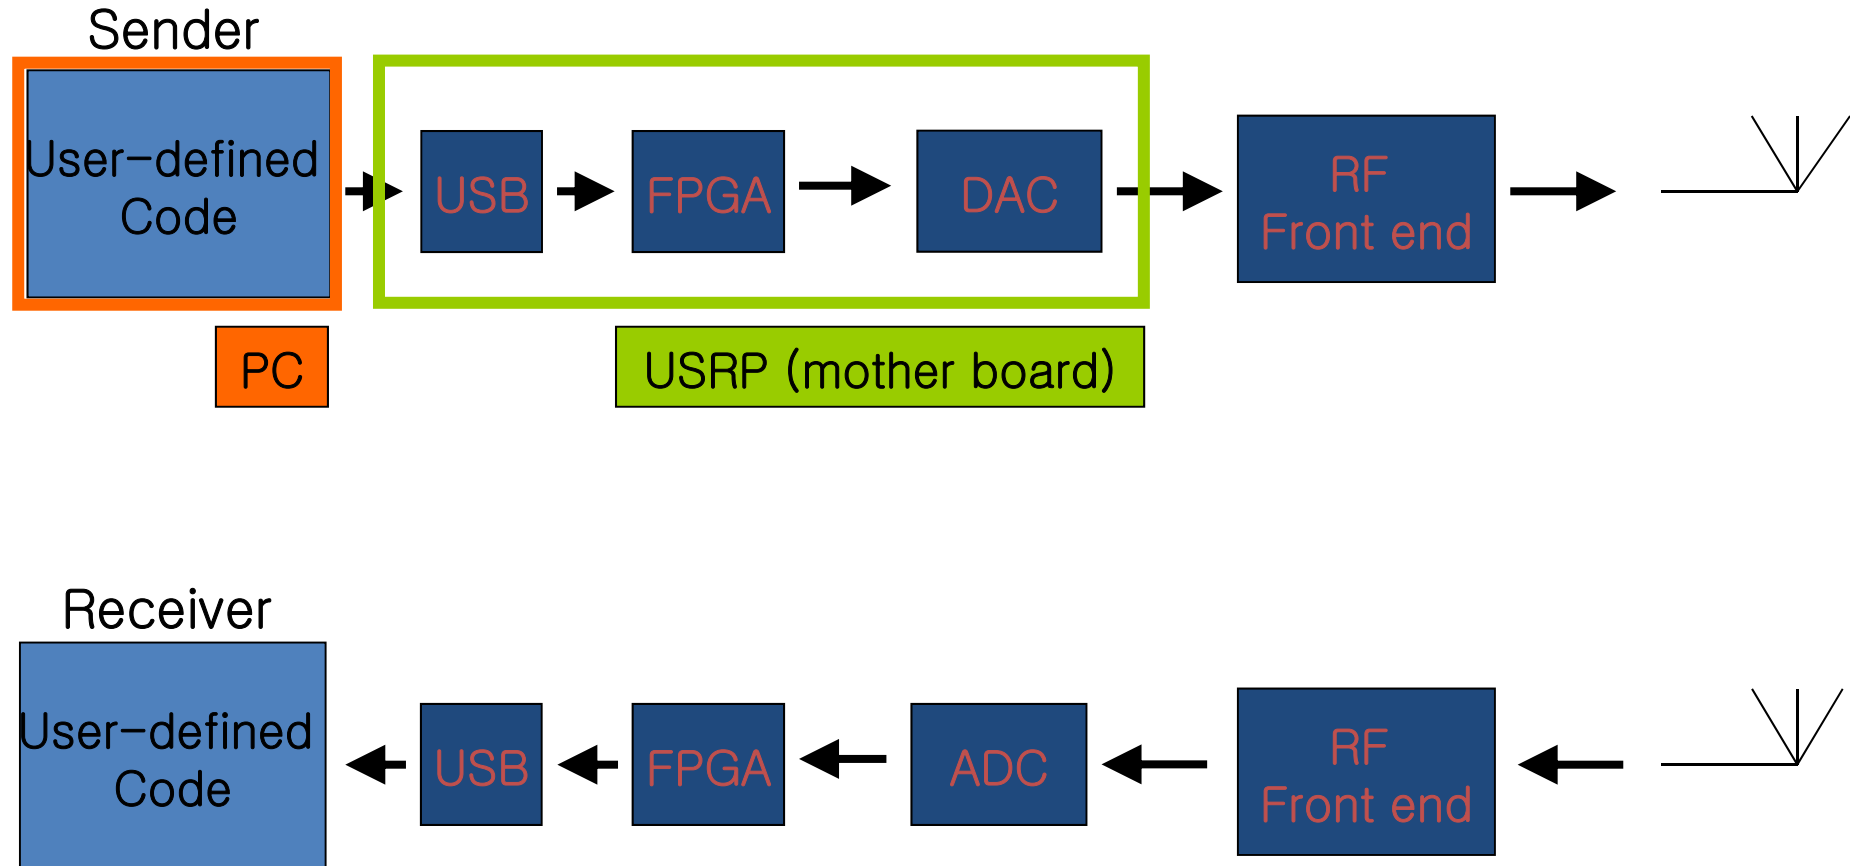 Sender
User-defined
Code
USB
FPGA
DAC
RF
Front end
PC
USRP (mother board)
Receiver
User-defined
Code
USB
FPGA
ADC
RF
Front end